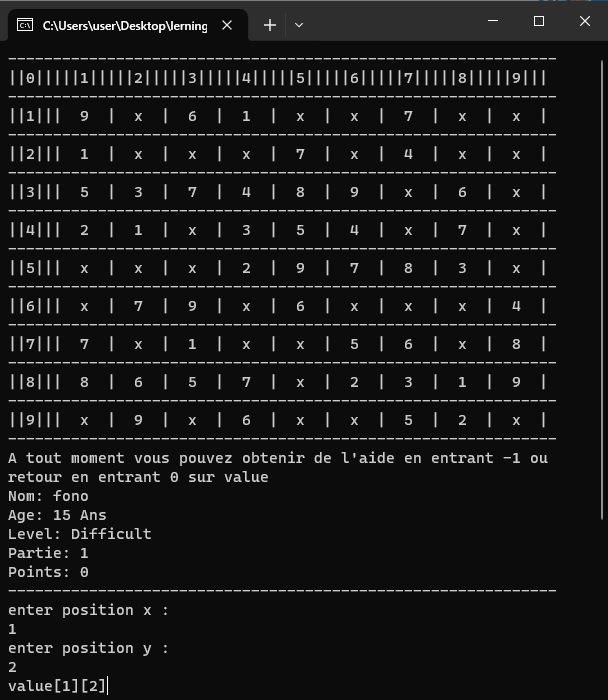 C:\Users\user\Desktop\lerning
------------------------------------------------------------
||0|||||1|||||2|||||3|||||4|||||5|||||6|||||7|||||8|||||9|||
------------------------------------------------------------
||1||| 9 | x | 6 | 1 | x | x | 7 | x | x |
------------------------------------------------------------
||2||| 1 | x | x | x | 7 | x | 4 | x | x |
------------------------------------------------------------
||3||| 5 | 3 | 7 | 4 | 8 | 9 | x | 6 | x |
------------------------------------------------------------
||4||| 2 | 1 | x | 3 | 5 | 4 | x | 7 | x |
------------------------------------------------------------
||5||| x | x | x | 2 | 9 | 7 | 8 | 3 | x |
------------------------------------------------------------
||6||| x | 7 | 9 | x | 6 | x | x | x | 4 |
------------------------------------------------------------
||7||| 7 | x | 1 | x | x | 5 | 6 | x | 8 |
------------------------------------------------------------
||8||| 8 | 6 | 5 | 7 | x | 2 | 3 | 1 | 9 |
------------------------------------------------------------
||9||| x | 9 | x | 6 | x | x | 5 | 2 | x |
------------------------------------------------------------
A tout moment vous pouvez obtenir de l'aide en entrant -1 ou
retour en entrant 0 sur value
Nom: fono
Age: 15 Ans
Level: Difficult
Partie: 1
Points: 0
------------------------------------------------------------
enter position x :
1
enter position y :
2
value[1][2]